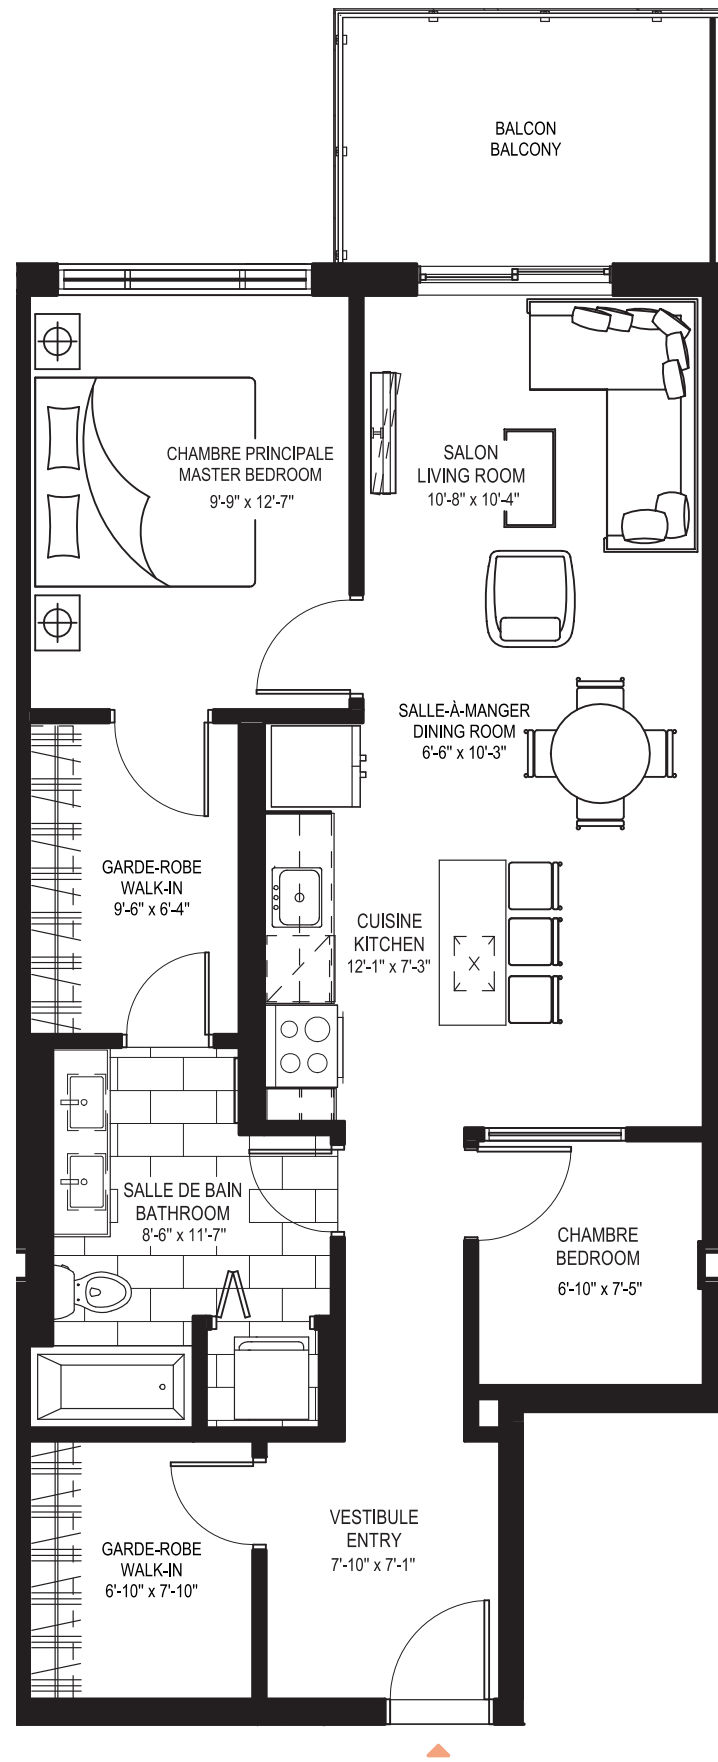 BALCON
BALCONY
CHAMBRE PRINCIPALE
MASTER BEDROOM
9'-9" x 12'-7"
SALON
LIVING ROOM
10'-8" x 10'-4"
SALLE-À-MANGER
DINING ROOM
6'-6" x 10'-3"
GARDE-ROBE
WALK-IN
9'-6" x 6'-4"
CUISINE
KITCHEN
12'-1" x 7'-3"
SALLE DE BAIN
BATHROOM
8'-6" x 11'-7"
CHAMBRE
BEDROOM
6'-10" x 7'-5"
VESTIBULE
ENTRY
7'-10" x 7'-1"
GARDE-ROBE
WALK-IN
6'-10" x 7'-10"